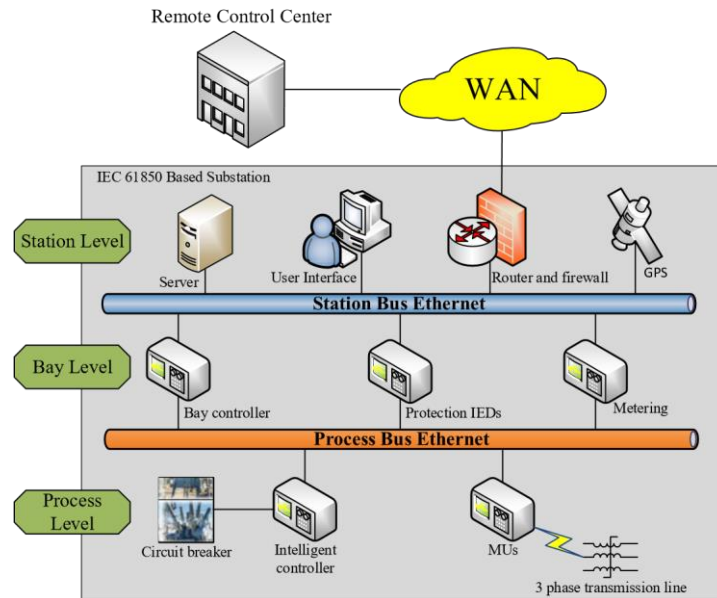 Remote Control Center
WAN
IEC 61850 Based Substation
Station Level
Server
User Interface
Router and firewall
GPS
Station Bus Ethernet
Bay Level
Bay controller
Protection IEDs
Metering
Process Bus Ethernet
Process
Level
Circuit breaker
Intelligent
controller
MUs
3 phase transmission line